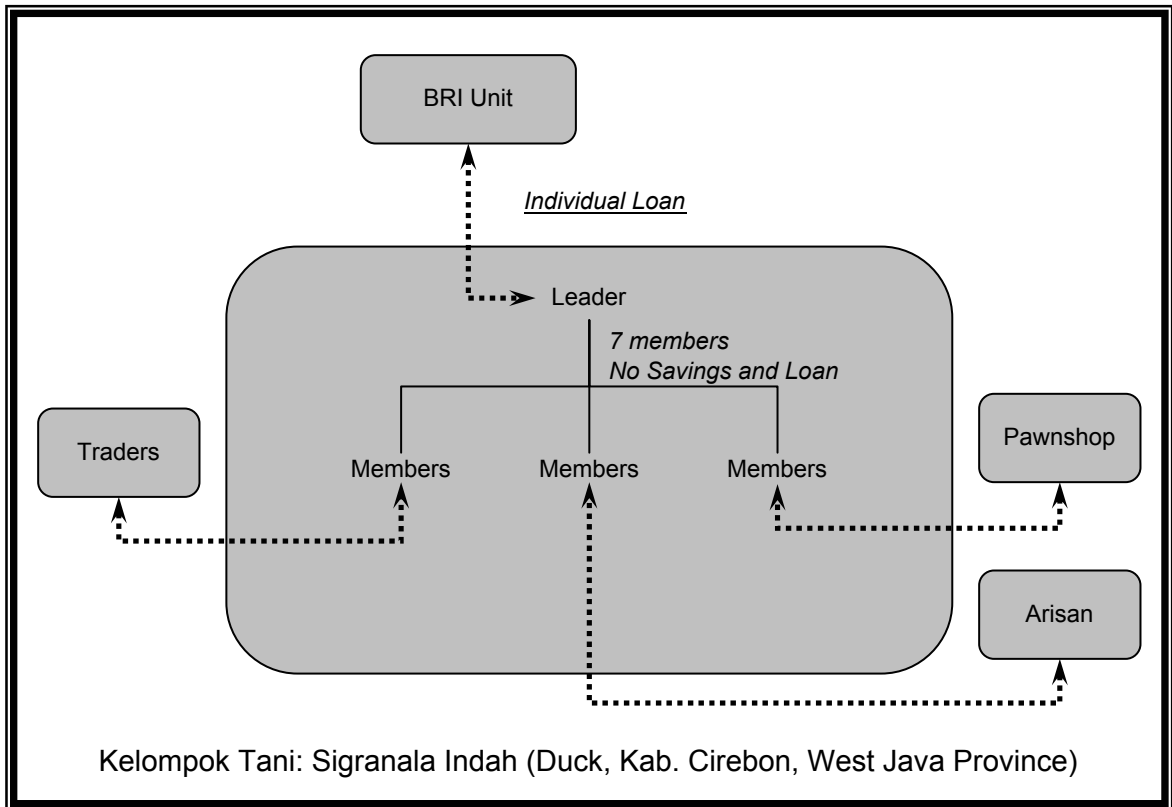 BRI Unit
Individual Loan
Leader
7 members
No Savings and Loan
Traders
Pawnshop
Members
Members
Members
Arisan
Kelompok Tani: Sigranala Indah (Duck, Kab. Cirebon, West Java Province)